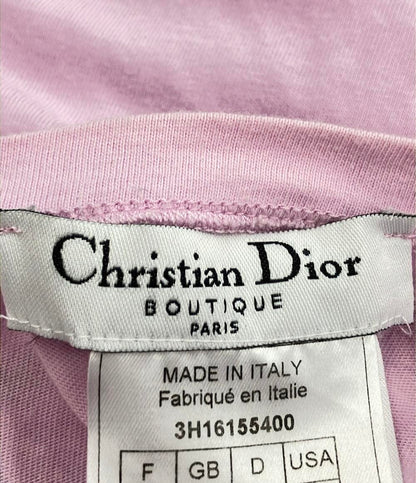 Christian Dior
BOUTIQUE
PARIS
MADE IN ITALY
Fabriqué en Italie
3H16155400
F GB D USA